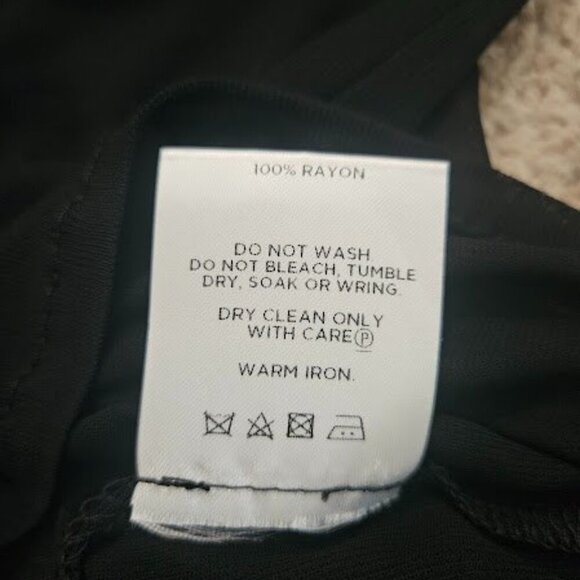 100% RAYON
DO NOT WASH
DO NOT BLEACH, TUMBLE
DRY, SOAK OR WRING.
DRY CLEAN ONLY
WITH CARE Ⓟ
WARM IRON.